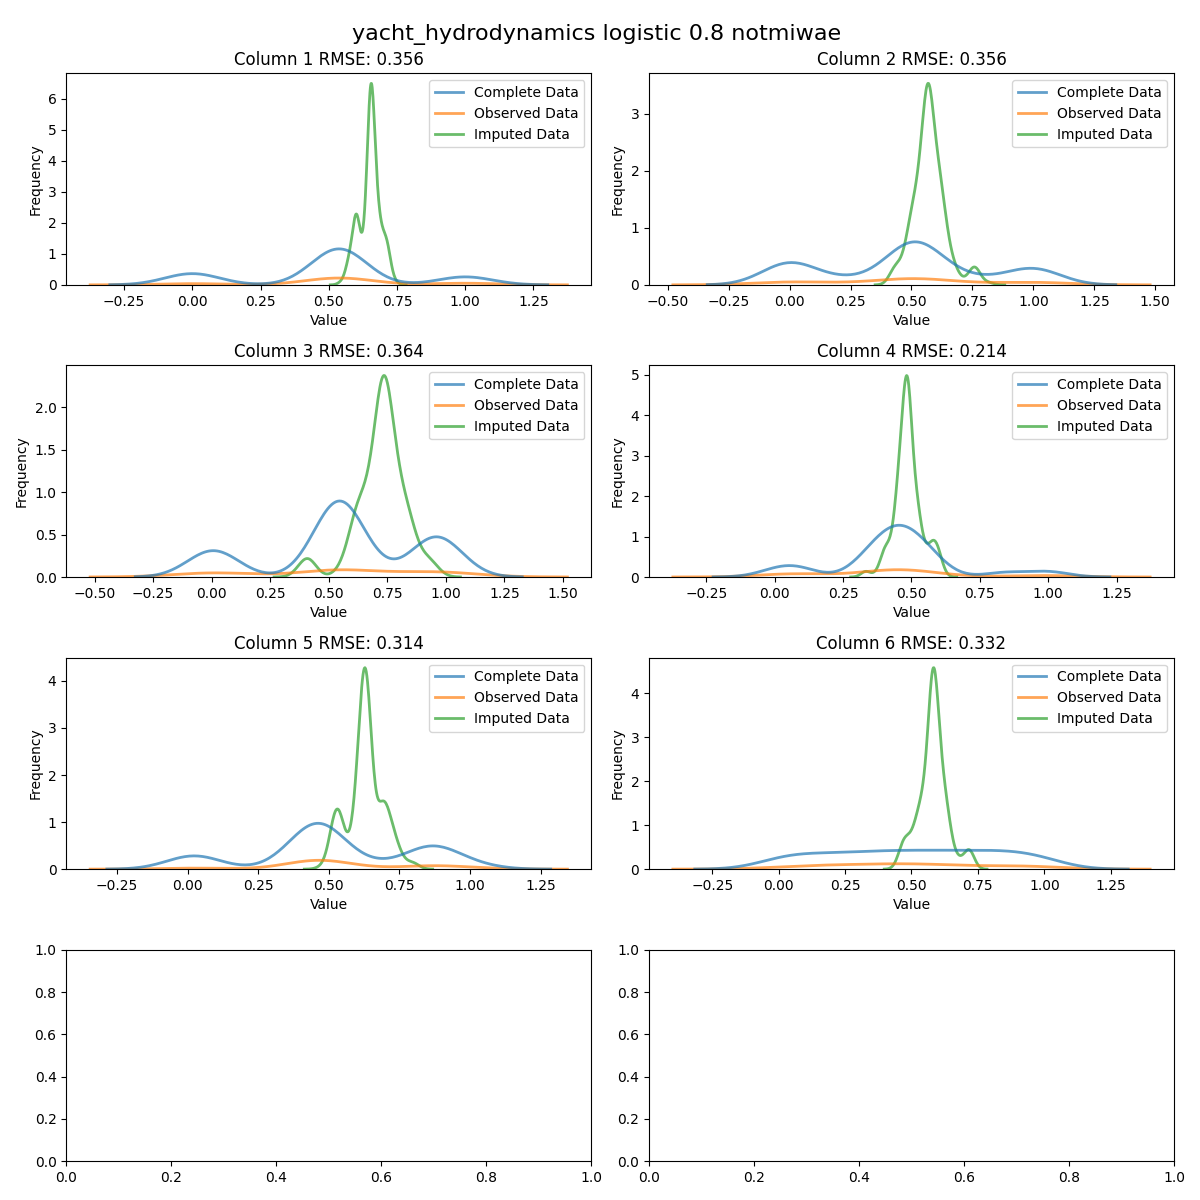 yacht_hydrodynamics logistic 0.8 notmiwae
Column 1 RMSE: 0.356
Complete Data
Observed Data
Imputed Data
Frequency
6
5
4
3
2
1
0
−0.25 0.00 0.25 0.50 0.75 1.00 1.25
Value
Column 2 RMSE: 0.356
Complete Data
Observed Data
Imputed Data
Frequency
3
2
1
0
−0.50 −0.25 0.00 0.25 0.50 0.75 1.00 1.25 1.50
Value
Column 3 RMSE: 0.364
Complete Data
Observed Data
Imputed Data
Frequency
2.0
1.5
1.0
0.5
0.0
−0.50 −0.25 0.00 0.25 0.50 0.75 1.00 1.25 1.50
Value
Column 4 RMSE: 0.214
Complete Data
Observed Data
Imputed Data
Frequency
5
4
3
2
1
0
−0.25 0.00 0.25 0.50 0.75 1.00 1.25
Value
Column 5 RMSE: 0.314
Complete Data
Observed Data
Imputed Data
Frequency
4
3
2
1
0
−0.25 0.00 0.25 0.50 0.75 1.00 1.25
Value
Column 6 RMSE: 0.332
Complete Data
Observed Data
Imputed Data
Frequency
4
3
2
1
0
−0.25 0.00 0.25 0.50 0.75 1.00 1.25
Value
1.0
0.8
0.6
0.4
0.2
0.0
0.0 0.2 0.4 0.6 0.8 1.0
1.0
0.8
0.6
0.4
0.2
0.0
0.0 0.2 0.4 0.6 0.8 1.0